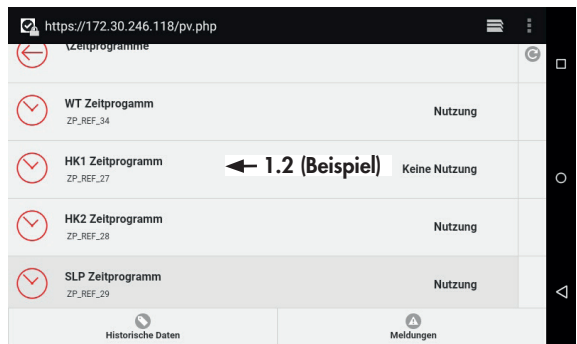 https://172.30.246.118/pv.php
\Zeitprogramme
WT Zeitprogamm
ZP_REF_34
Nutzung
HK1 Zeitprogramm
ZP_REF_27
1.2 (Beispiel)
Keine Nutzung
HK2 Zeitprogramm
ZP_REF_28
Nutzung
SLP Zeitprogramm
ZP_REF_29
Nutzung
Historische Daten
Meldungen